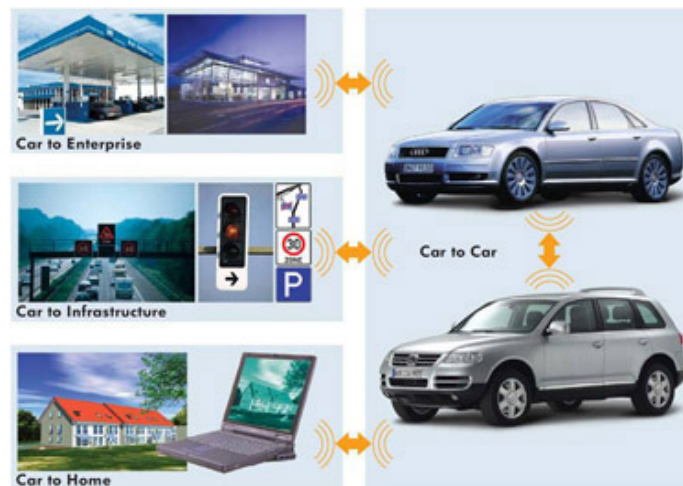 Car to Enterprise
Car to Infrastructure
30
ZONE
P
Car to Car
Car to Home